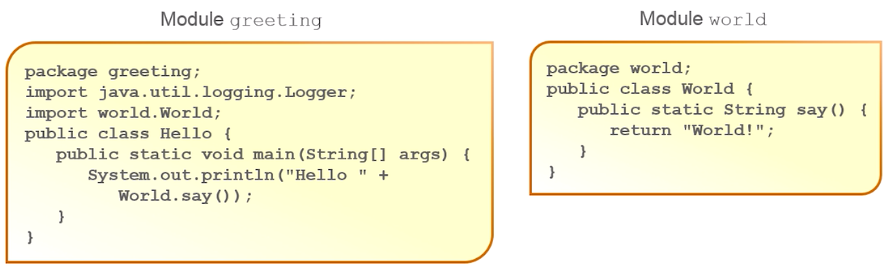 Module greeting
package greeting;
import java.util.logging.Logger;
import world.World;
public class Hello {
   public static void main(String[] args) {
      System.out.println("Hello " +
         World.say());
   }
}
Module world
package world;
public class World {
   public static String say() {
      return "World!";
   }
}